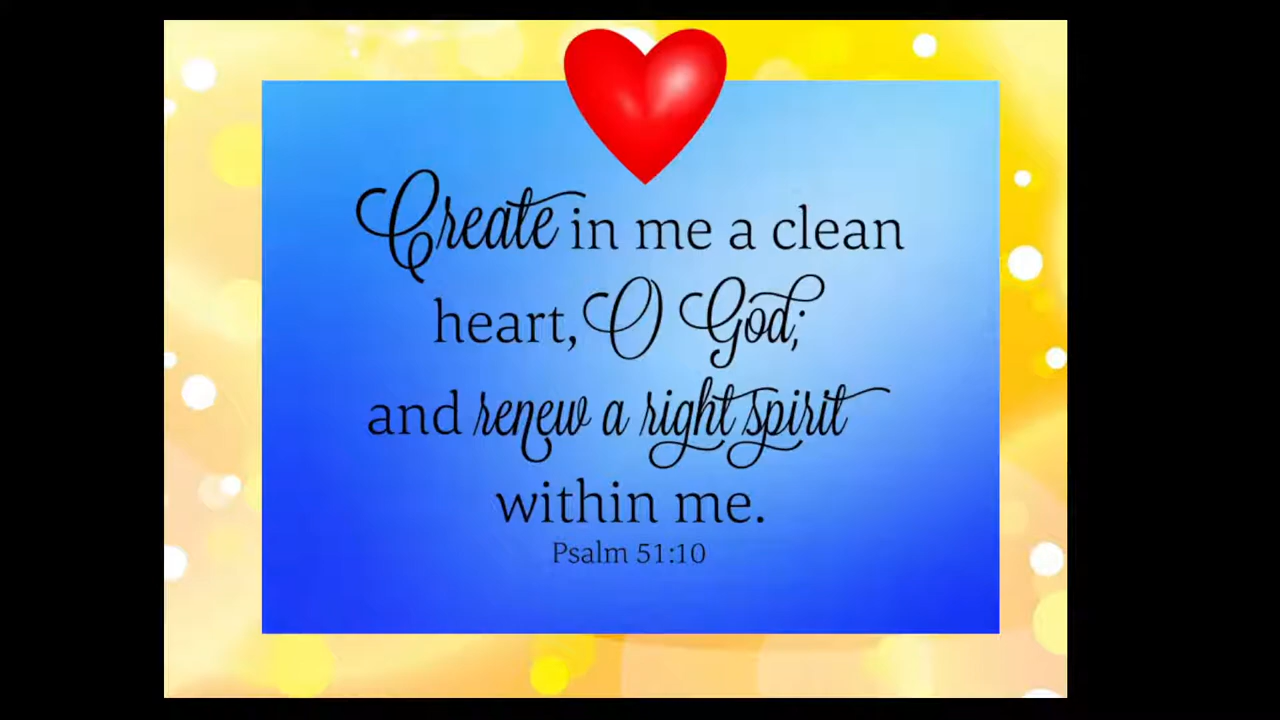 Create in me a clean
heart, O God;
and renew a right spirit
within me.
Psalm 51:10